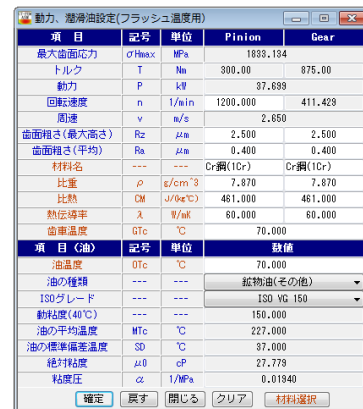 動力、潤滑油設定(フラッシュ温度用)
項 目 記号 単位 Pinion Gear
最大歯面応力 σHmax MPa 1833.134
トルク T Nm 300.00 875.00
動力 P kW 37.699
回転速度 n 1/min 1200.000 411.429
周速 v m/s 2.650
歯面粗さ(最大高さ) Rz μm 2.500 2.500
歯面粗さ(平均) Ra μm 0.400 0.400
材料名 --- --- Cr鋼(1Cr) Cr鋼(1Cr)
比重 ρ g/cm^3 7.870 7.870
比熱 CM J/(kg℃) 461.000 461.000
熱伝導率 λ W/mK 60.000 60.000
歯車温度 GTc ℃ 70.000
項 目(油) 記号 単位 数値
油温度 OTc ℃ 70.000
油の種類 --- --- 鉱物油(その他)
ISOグレード --- --- ISO VG 150
動粘度(40℃) --- --- 150.000
油の平均温度 MTc ℃ 227.000
油の標準偏差温度 SD ℃ 37.000
絶対粘度 μ0 cP 27.779
粘度圧 α 1/MPa 0.01940
確定 戻す 閉じる クリア 材料選択